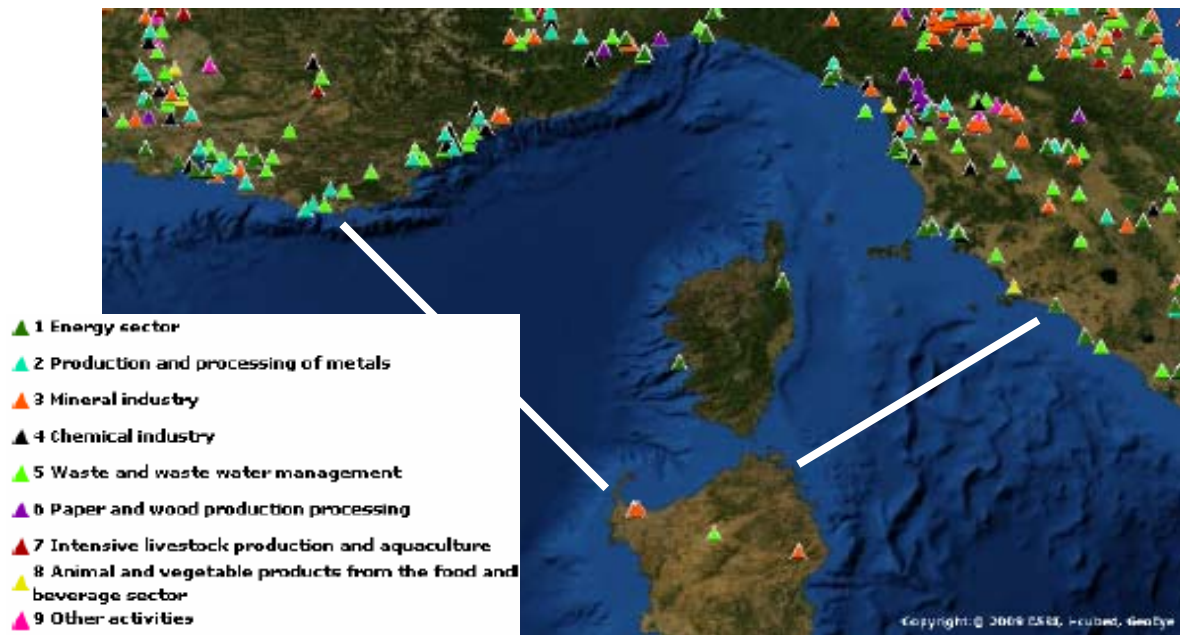 1 Energy sector
2 Production and processing of metals
3 Mineral industry
4 Chemical industry
5 Waste and waste water management
6 Paper and wood production processing
7 Intensive livestock production and aquaculture
8 Animal and vegetable products from the food and
beverage sector
9 Other activities
Copyright:© 2009 ESRI, i-cubed, GeoEye